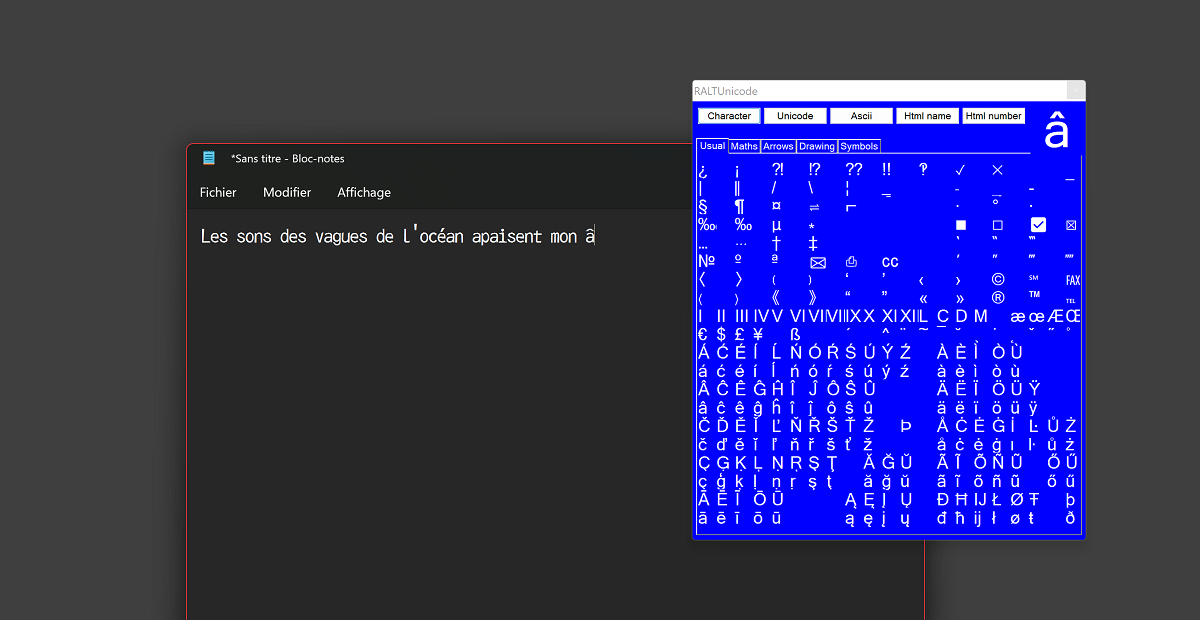 RALTUnicode
Character Unicode Ascii Html name Html number
â
Usual Maths Arrows Drawing Symbols
*Sans titre - Bloc-notes
Fichier Modifier Affichage
Les sons des vagues de l'océan apaisent mon â
¿ ¡ ⁈ ⁉ ⁇ ‼ ‽ ✓ ✕ _
| ‖ / \ ¦ ‗ - _ -
§ ¶ ¤ ⇌ ⌐ · ° ·
‰ ‰ µ * ■ □ ☑ ☒
… ⋯ † ‡ ‵ ‶ ‷
№ º ª ✉ ⎙ cc ′ ″ ‴ ⁗
〈 〉 ( ) ‘ ’ ‹ › © ℠ FAX
( ) 《 》 “ ” « » ® ™ TEL
Ⅰ Ⅱ Ⅲ Ⅳ Ⅴ Ⅵ Ⅶ Ⅷ Ⅸ Ⅹ Ⅺ Ⅻ L C D M æ œ Æ Œ
€ $ £ ¥ ß ´ ^ ¨ ~ ¯ ˘ · ˇ ˝ °
Á Ć É Í Ĺ Ń Ó Ŕ Ś Ú Ý Ź À È Ì Ò Ù
á ć é í ĺ ń ó ŕ ś ú ý ź à è ì ò ù
Â Ĉ Ê Ĝ Ĥ Î Ĵ Ô Ŝ Û Ä Ë Ï Ö Ü Ÿ
â ĉ ê ĝ ĥ î ĵ ô ŝ û ä ë ï ö ü ÿ
Č Ď Ě Ǐ Ľ Ň Ř Š Ť Ž Þ Å Ċ Ė Ġ İ Ŀ Ů Ż
č ď ě ǐ ľ ň ř š ť ž å ċ ė ġ ı ŀ ů ż
Ç Ģ Ķ Ļ Ņ Ŗ Ş Ţ Ă Ğ Ŭ Ã Ĩ Õ Ñ Ũ Ő Ű
ç ģ ķ ļ ņ ŗ ş ţ ă ğ ŭ ã ĩ õ ñ ũ ő ű
Ā Ē Ī Ō Ū Ą Ę Į Ų Đ Ħ Ĳ Ł Ø Ŧ þ
ā ē ī ō ū ą ę į ų đ ħ ĳ ł ø ŧ ð